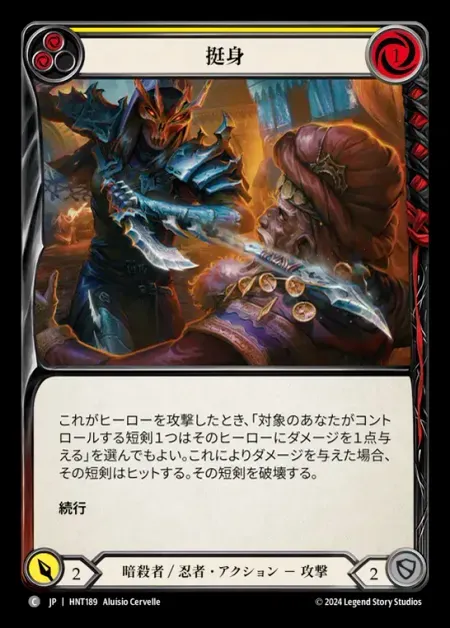 1
挺身
これがヒーローを攻撃したとき、「対象のあなたがコント
ロールする短剣1つはそのヒーローにダメージを1点与
える」を選んでもよい。これによりダメージを与えた場合、
その短剣はヒットする。その短剣を破壊する。
続行
2
暗殺者 / 忍者・アクション − 攻撃
2
C JP | HNT189 Aluisio Cervelle
© 2024 Legend Story Studios